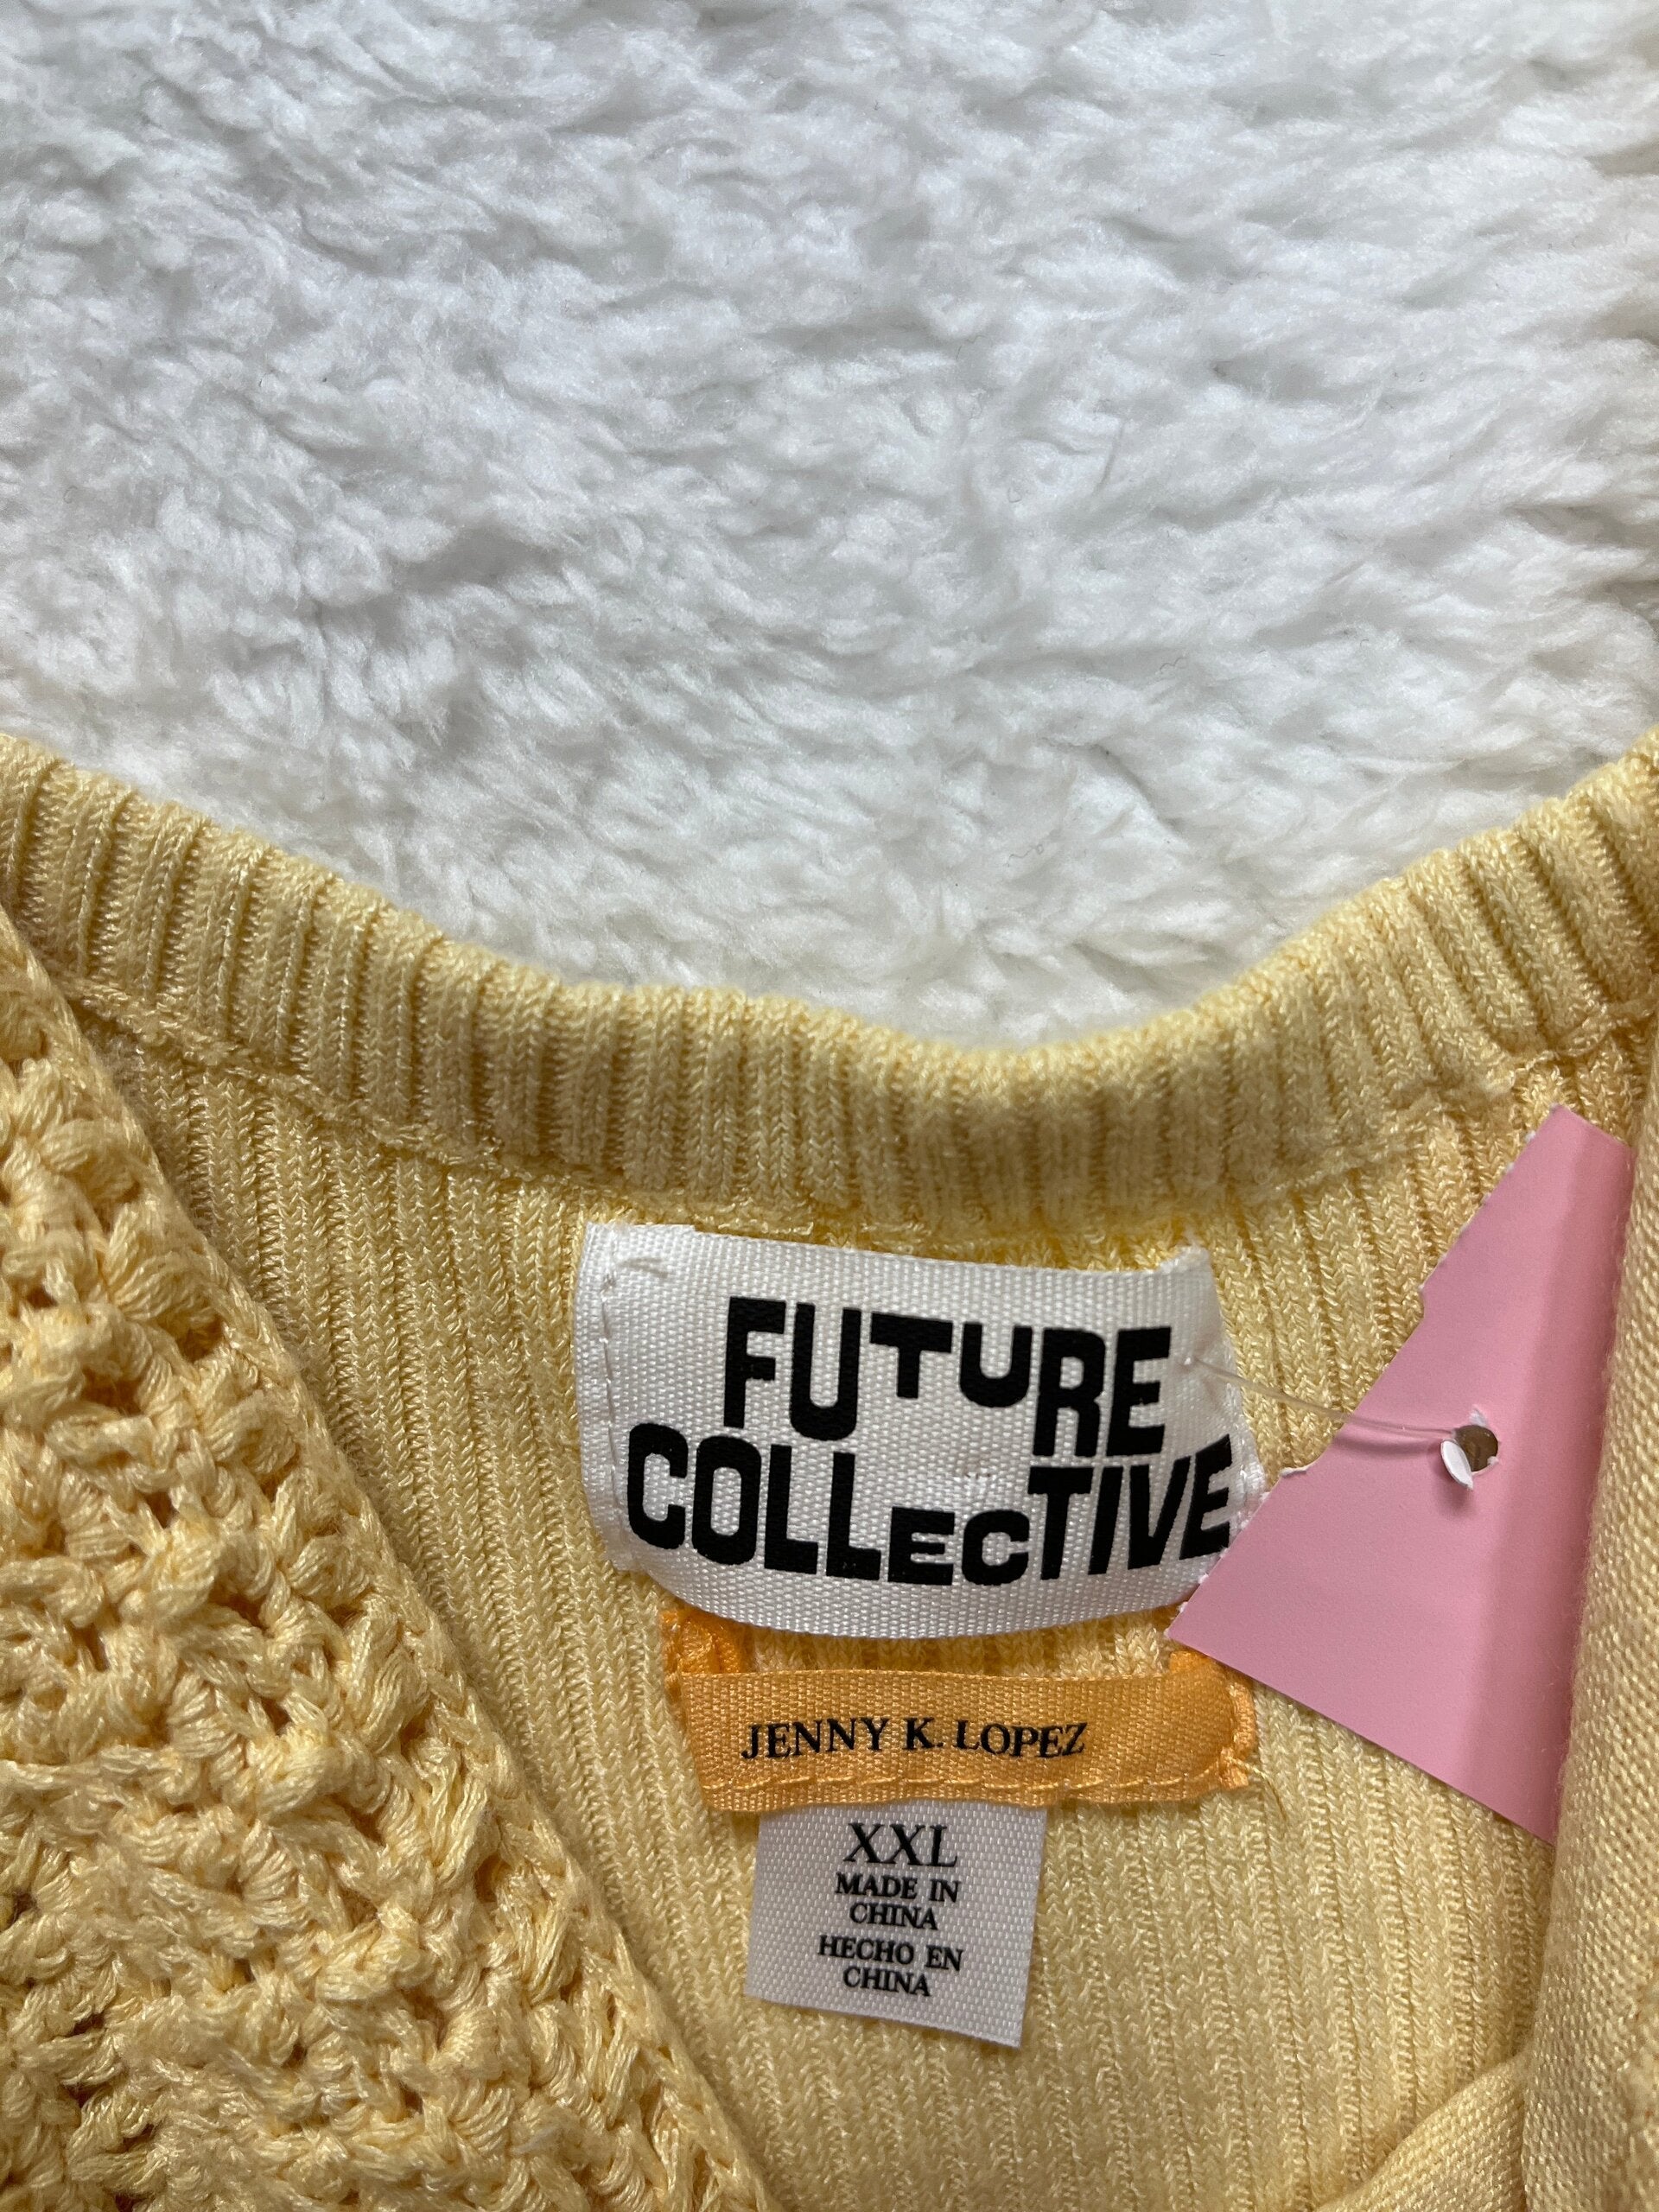 FUTURE
COLLECTIVE
JENNY K. LOPEZ
XXL
MADE IN
CHINA
HECHO EN
CHINA